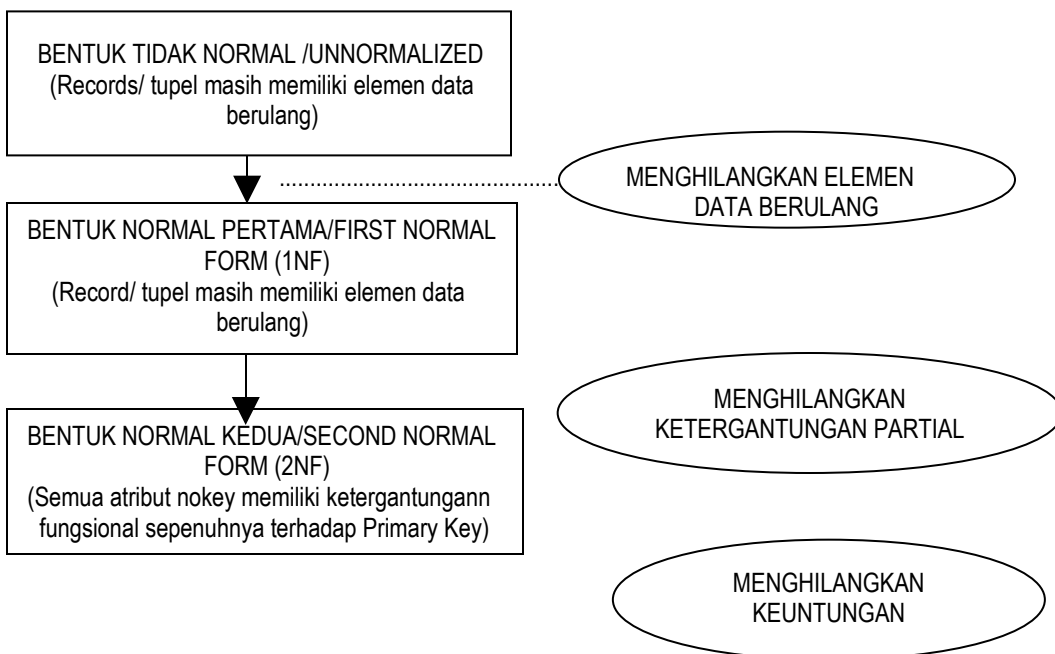 BENTUK TIDAK NORMAL /UNNORMALIZED
(Records/ tupel masih memiliki elemen data
berulang)
MENGHILANGKAN ELEMEN
DATA BERULANG
BENTUK NORMAL PERTAMA/FIRST NORMAL
FORM (1NF)
(Record/ tupel masih memiliki elemen data
berulang)
MENGHILANGKAN
KETERGANTUNGAN PARTIAL
BENTUK NORMAL KEDUA/SECOND NORMAL
FORM (2NF)
(Semua atribut nokey memiliki ketergantungann
fungsional sepenuhnya terhadap Primary Key)
MENGHILANGKAN
KEUNTUNGAN